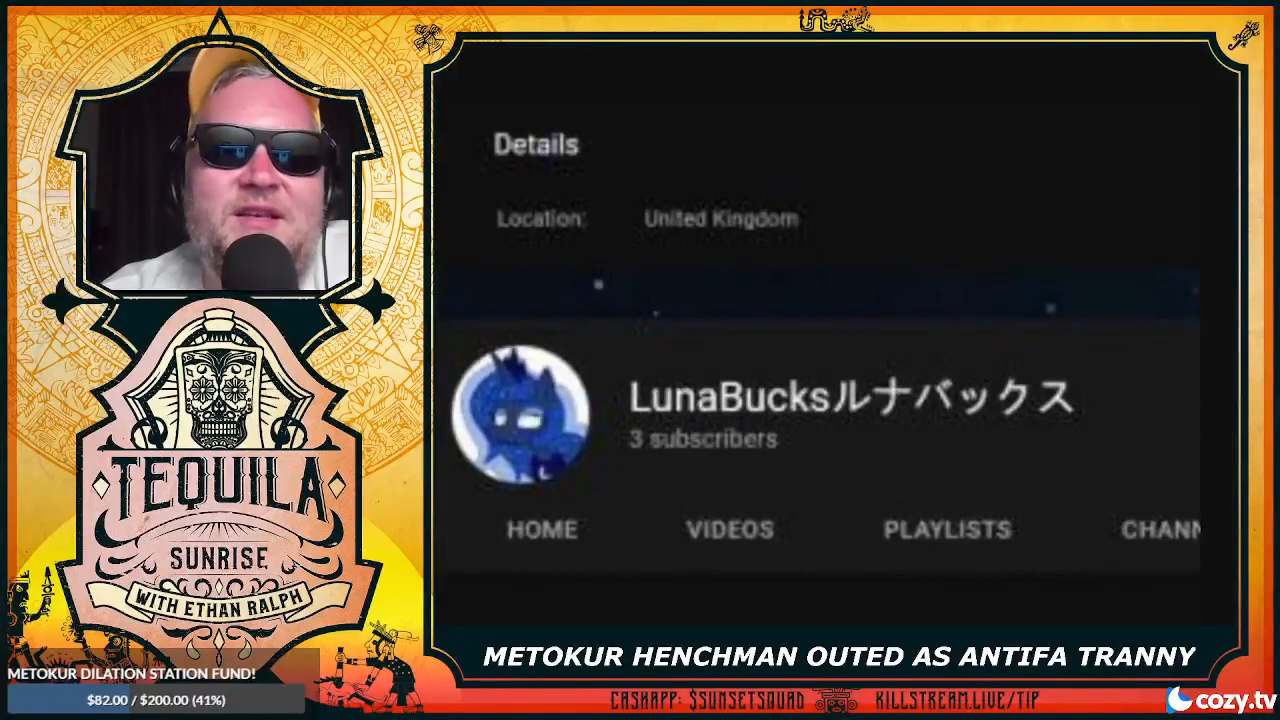 Details
Location: United Kingdom
LunaBucksルナバックス
3 subscribers
HOME VIDEOS PLAYLISTS CHANN
TEQUILA
SUNRISE
WITH ETHAN RALPH
METOKUR DILATION STATION FUND!
$82.00 / $200.00 (41%)
METOKUR HENCHMAN OUTED AS ANTIFA TRANNY
CASHAPP: $SUNSETSQUAD KILLSTREAM.LIVE/TIP
cozy.tv